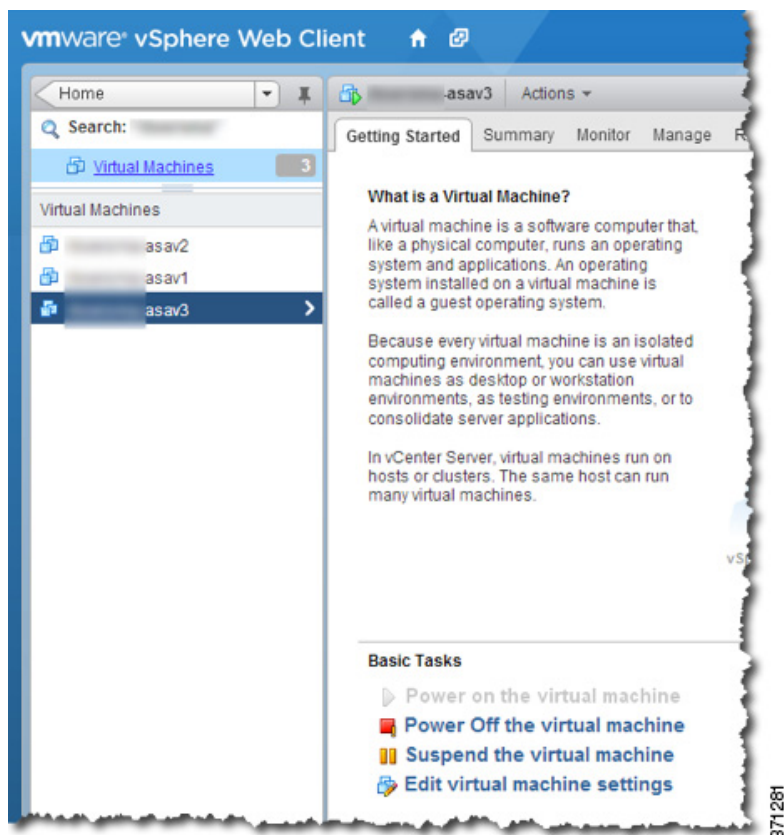 vmware® vSphere Web Client
Home
Search:
Virtual Machines 3
Virtual Machines
asav2
asav1
asav3
asav3 Actions
Getting Started Summary Monitor Manage R
What is a Virtual Machine?
A virtual machine is a software computer that,
like a physical computer, runs an operating
system and applications. An operating
system installed on a virtual machine is
called a guest operating system.
Because every virtual machine is an isolated
computing environment, you can use virtual
machines as desktop or workstation
environments, as testing environments, or to
consolidate server applications.
In vCenter Server, virtual machines run on
hosts or clusters. The same host can run
many virtual machines.
vSp
Basic Tasks
Power on the virtual machine
Power Off the virtual machine
Suspend the virtual machine
Edit virtual machine settings
371281